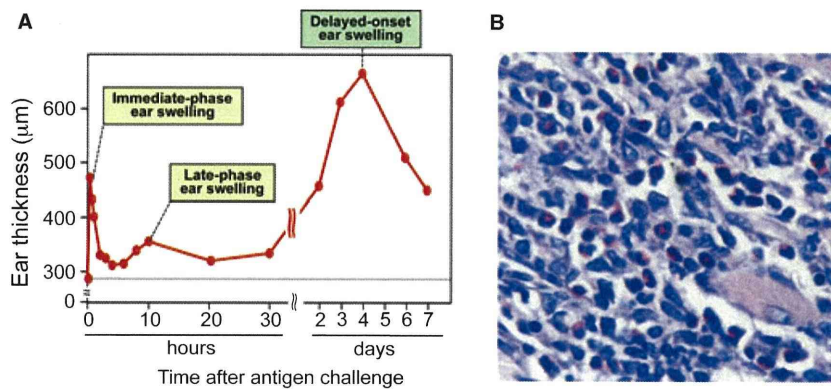 A
B
Delayed-onset
ear swelling
Immediate-phase
ear swelling
Late-phase
ear swelling
Ear thickness (μm)
600
500
400
300
0
0 10 20 30 2 3 4 5 6 7
hours days
Time after antigen challenge